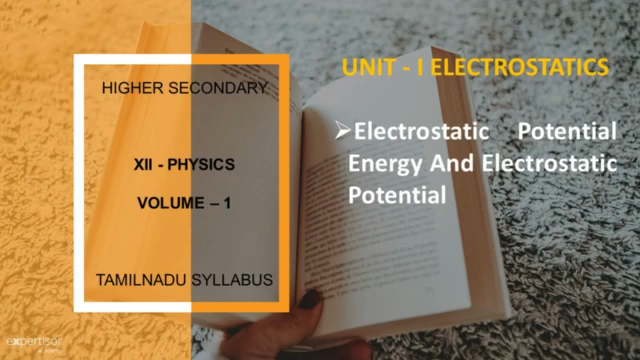 HIGHER SECONDARY
XII - PHYSICS
VOLUME – 1
TAMILNADU SYLLABUS
UNIT - I ELECTROSTATICS
➢Electrostatic Potential
Energy And Electrostatic
Potential
expertisor